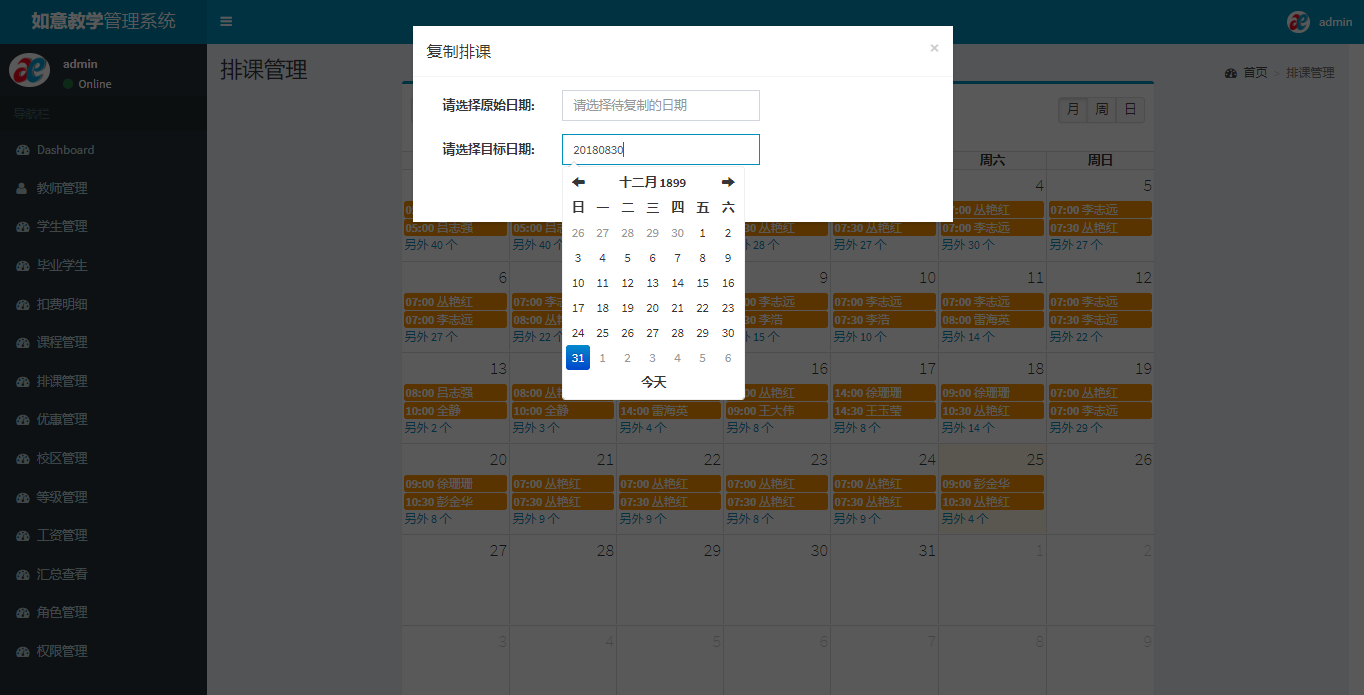 如意教学管理系统
admin
admin
Online
导航栏
Dashboard
教师管理
学生管理
毕业学生
扣费明细
课程管理
排课管理
优惠管理
校区管理
等级管理
工资管理
汇总查看
角色管理
权限管理
排课管理
首页 > 排课管理
复制排课 ×
请选择原始日期: 请选择待复制的日期
请选择目标日期: 20180830
十二月 1899
日 一 二 三 四 五 六
26 27 28 29 30 1 2
3 4 5 6 7 8 9
10 11 12 13 14 15 16
17 18 19 20 21 22 23
24 25 26 27 28 29 30
31 1 2 3 4 5 6
今天
月 周 日
周六 周日
4 5
:00 丛艳红 07:00 李志远
05:00 吕志强 05:00 吕志 30 丛艳红 07:30 丛艳红 07:00 李志远 07:30 丛艳红
另外 40 个 另外 40 个 28 个 另外 27 个 另外 30 个 另外 27 个
6 9 10 11 12
07:00 丛艳红 07:00 李志 :00 李志远 07:00 李志远 07:00 李志远 07:00 李志远
07:00 李志远 08:00 丛艳 :30 李浩 07:30 李浩 08:00 雷海英 07:30 李志远
另外 27 个 另外 22 个 15 个 另外 10 个 另外 14 个 另外 22 个
13 16 17 18 19
08:00 吕志强 08:00 丛艳 丛艳红 14:00 徐珊珊 09:00 徐珊珊 07:00 丛艳红
10:00 全静 10:00 全静 14:00 雷海英 09:00 王大伟 14:30 王玉莹 10:30 丛艳红 07:00 李志远
另外 2 个 另外 3 个 另外 4 个 另外 8 个 另外 8 个 另外 14 个 另外 29 个
20 21 22 23 24 25 26
09:00 徐珊珊 07:00 丛艳红 07:00 丛艳红 07:00 丛艳红 07:00 丛艳红 09:00 彭金华
10:30 彭金华 07:30 丛艳红 07:30 丛艳红 07:30 丛艳红 07:30 丛艳红 10:30 丛艳红
另外 8 个 另外 9 个 另外 9 个 另外 8 个 另外 9 个 另外 4 个
27 28 29 30 31 1 2
3 4 5 6 7 8 9